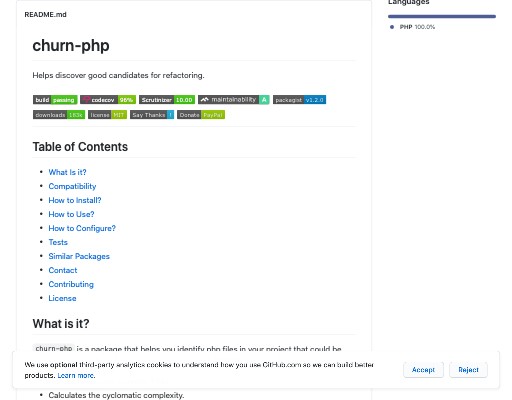 Languages
PHP 100.0%
README.md
churn-php
Helps discover good candidates for refactoring.
build passing codecov 96% Scrutinizer 10.00 maintainability A packagist v1.2.0
downloads license MIT Say Thanks ! Donate PayPal
Table of Contents
What Is it?
Compatibility
How to Install?
How to Use?
How to Configure?
Tests
Similar Packages
Contact
Contributing
License
What is it?
churn-php is a package that helps you identify php files in your project that could be
We use optional third-party analytics cookies to understand how you use GitHub.com so we can build better
products. Learn more.
Accept
Reject
Calculates the cyclomatic complexity.